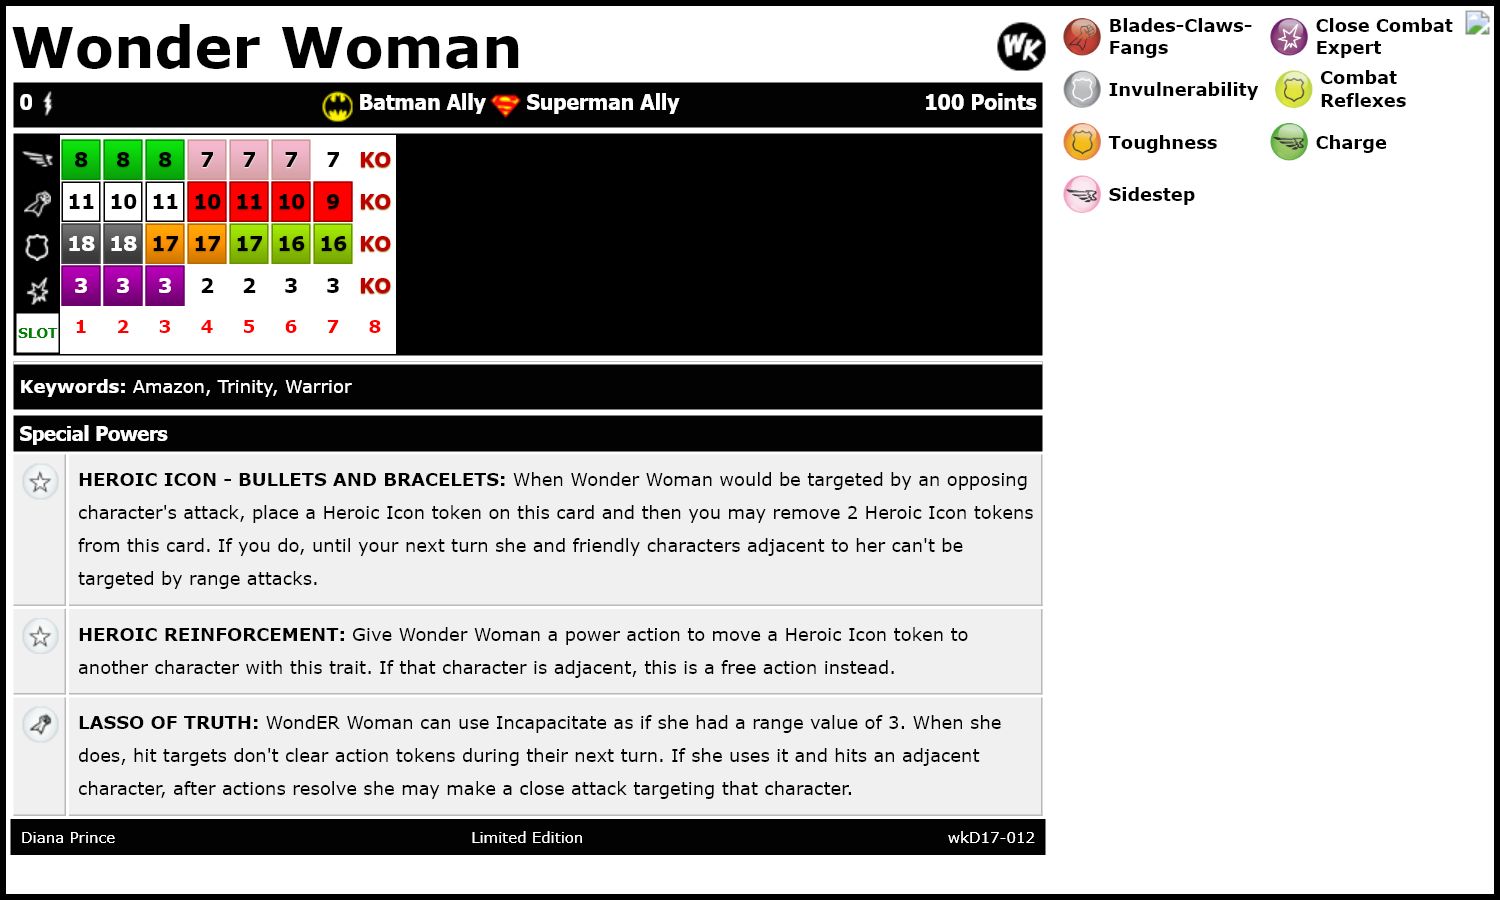 Wonder Woman
WK
0 Batman Ally Superman Ally 100 Points
8 8 8 7 7 7 7 KO
11 10 11 10 11 10 9 KO
18 18 17 17 17 16 16 KO
3 3 3 2 2 3 3 KO
SLOT 1 2 3 4 5 6 7 8
Keywords: Amazon, Trinity, Warrior
Special Powers
HEROIC ICON - BULLETS AND BRACELETS: When Wonder Woman would be targeted by an opposing
character's attack, place a Heroic Icon token on this card and then you may remove 2 Heroic Icon tokens
from this card. If you do, until your next turn she and friendly characters adjacent to her can't be
targeted by range attacks.
HEROIC REINFORCEMENT: Give Wonder Woman a power action to move a Heroic Icon token to
another character with this trait. If that character is adjacent, this is a free action instead.
LASSO OF TRUTH: WondER Woman can use Incapacitate as if she had a range value of 3. When she
does, hit targets don't clear action tokens during their next turn. If she uses it and hits an adjacent
character, after actions resolve she may make a close attack targeting that character.
Diana Prince Limited Edition wkD17-012
Blades-Claws-
Fangs
Close Combat
Expert
Invulnerability
Combat
Reflexes
Toughness
Charge
Sidestep